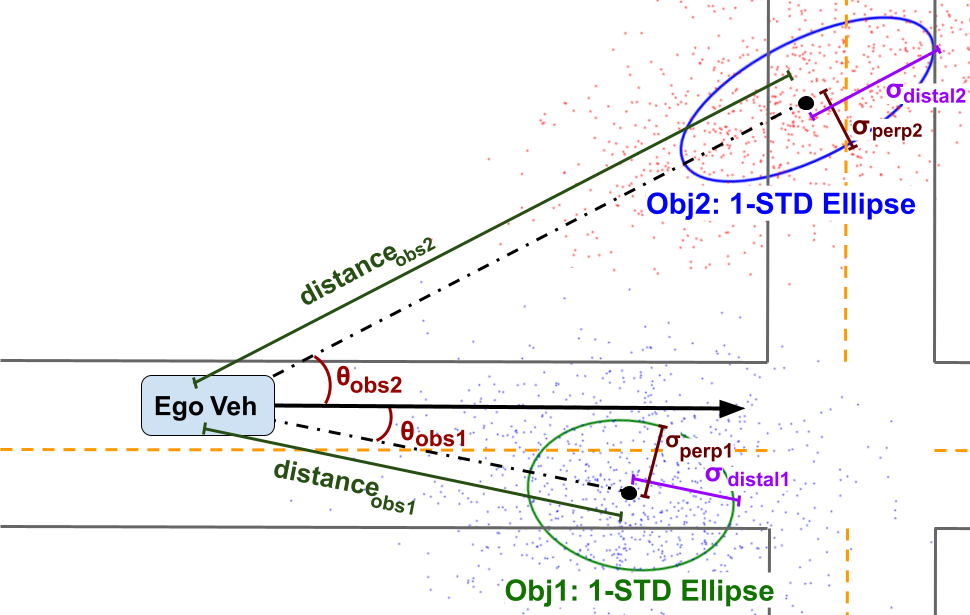 σdistal2
σperp2
Obj2: 1-STD Ellipse
distanceobs2
θobs2
Ego Veh
θobs1
σperp1
distanceobs1
σdistal1
Obj1: 1-STD Ellipse